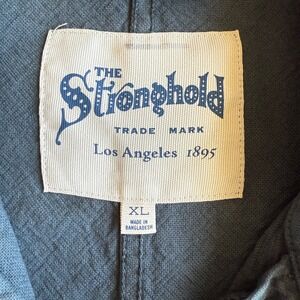 THE
Stronghold
TRADE MARK
Los Angeles 1895
XL
MADE IN
BANGLADESH